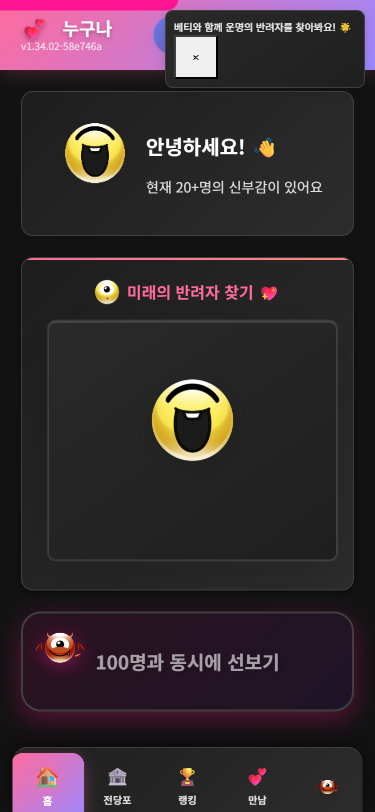 누구나
v1.34.02-58e746a
베티와 함께 운명의 반려자를 찾아봐요! 🌟
×
안녕하세요! 👋
현재 20+명의 신부감이 있어요
미래의 반려자 찾기 💖
100명과 동시에 선보기
홈
전당포
랭킹
만남